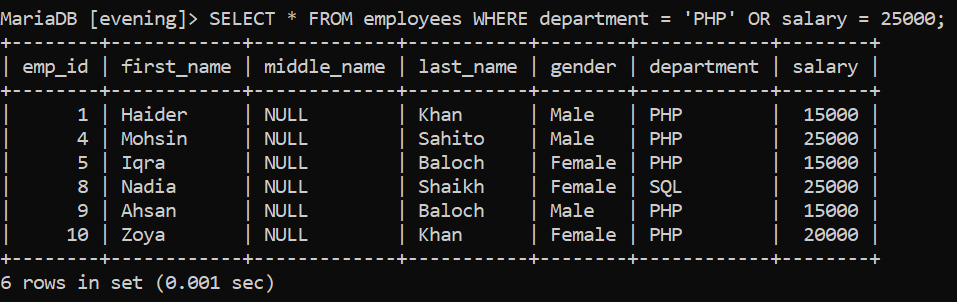 MariaDB [evening]> SELECT * FROM employees WHERE department = 'PHP' OR salary = 25000;
+--------+------------+-------------+-----------+--------+------------+--------+
| emp_id | first_name | middle_name | last_name | gender | department | salary |
+--------+------------+-------------+-----------+--------+------------+--------+
|      1 | Haider     | NULL        | Khan      | Male   | PHP        |  15000 |
|      4 | Mohsin     | NULL        | Sahito    | Male   | PHP        |  25000 |
|      5 | Iqra       | NULL        | Baloch    | Female | PHP        |  15000 |
|      8 | Nadia      | NULL        | Shaikh    | Female | SQL        |  25000 |
|      9 | Ahsan      | NULL        | Baloch    | Male   | PHP        |  15000 |
|     10 | Zoya       | NULL        | Khan      | Female | PHP        |  20000 |
+--------+------------+-------------+-----------+--------+------------+--------+
6 rows in set (0.001 sec)